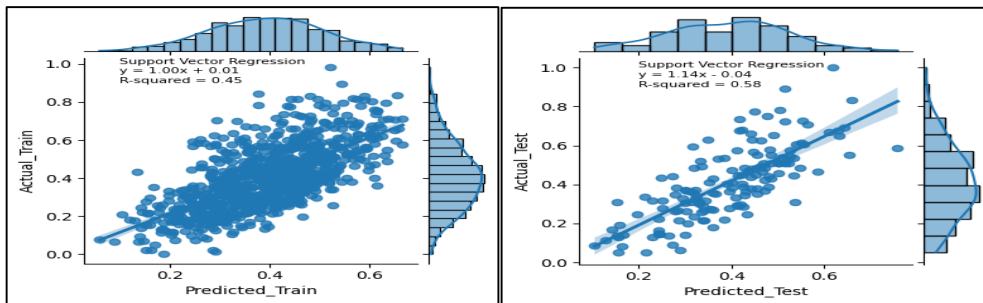 Support Vector Regression
y = 1.00x + 0.01
R-squared = 0.45
1.0
0.8
0.6
0.4
0.2
0.0
Actual_Train
0.2
0.4
0.6
Predicted_Train
Support Vector Regression
y = 1.14x - 0.04
R-squared = 0.58
1.0
0.8
0.6
0.4
0.2
0.0
Actual_Test
0.2
0.4
0.6
Predicted_Test